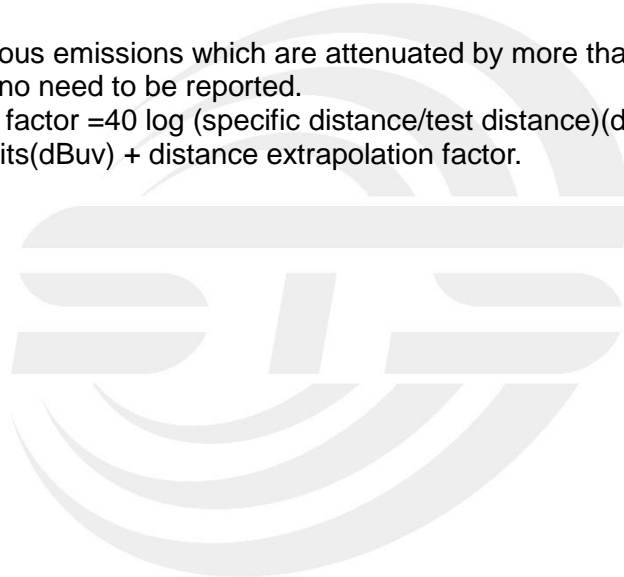 ous emissions which are attenuated by more tha
no need to be reported.
factor =40 log (specific distance/test distance)(d
its(dBuv) + distance extrapolation factor.
STS